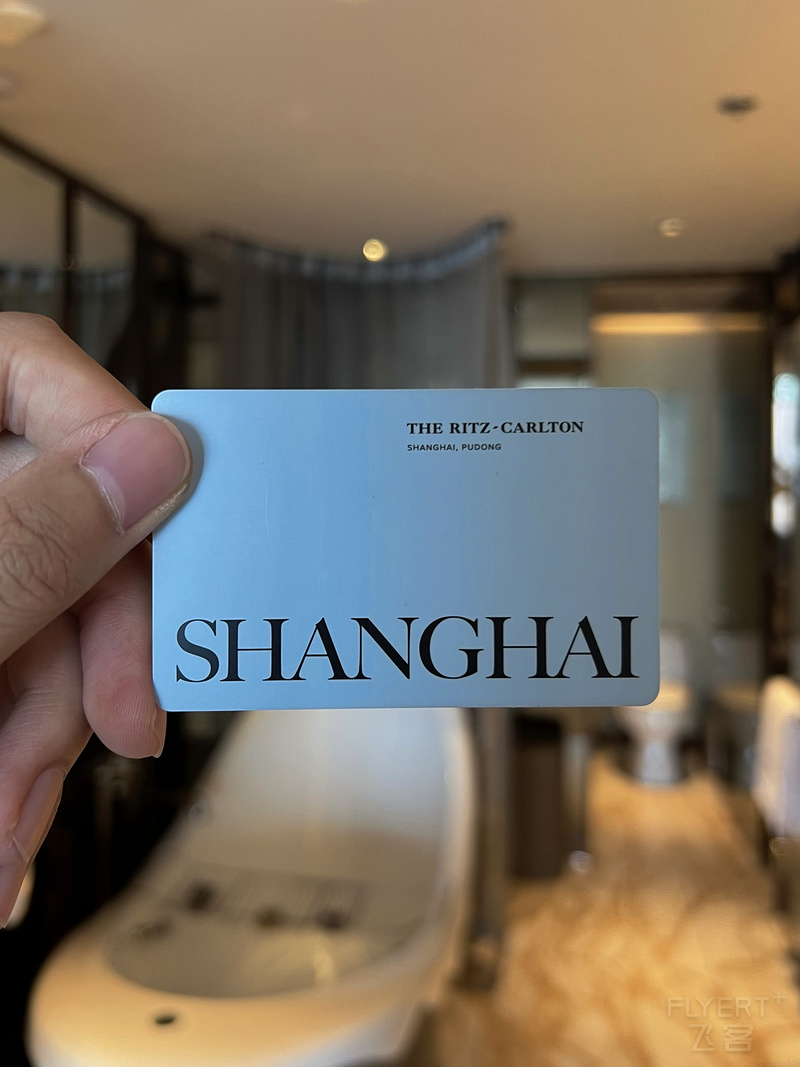 THE RITZ-CARLTON
SHANGHAI, PUDONG
SHANGHAI
FLYERT+
飞客